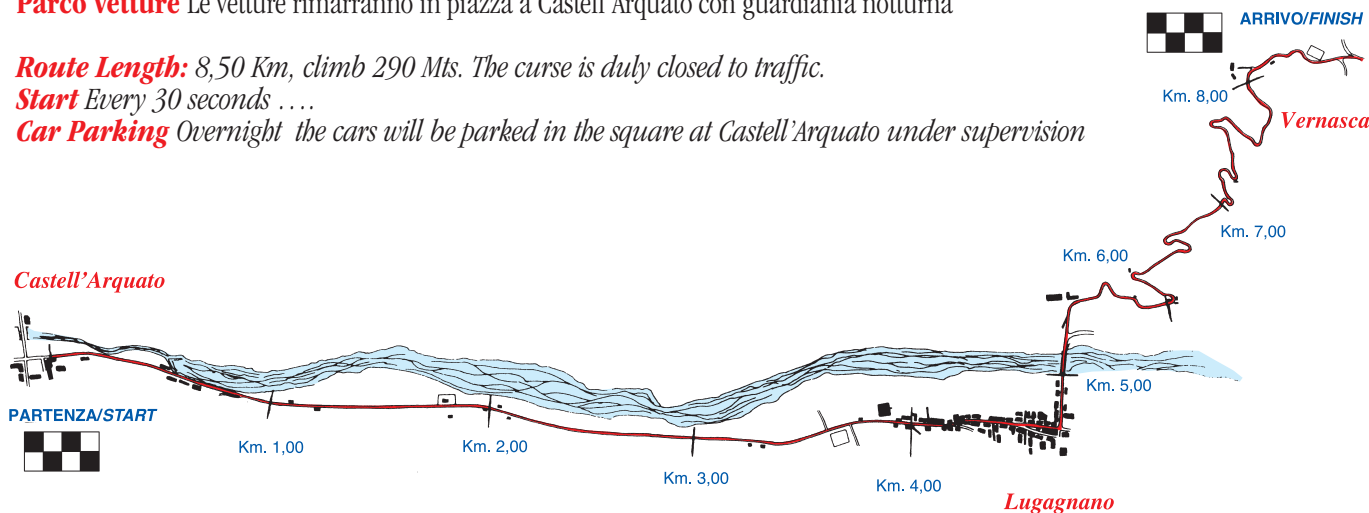 Parco Vetture Le vetture rimarranno in piazza a Castell'Arquato con guardiania notturna
ARRIVO/FINISH
Route Length: 8,50 Km, climb 290 Mts. The curse is duly closed to traffic.
Start Every 30 seconds ….
Car Parking Overnight the cars will be parked in the square at Castell'Arquato under supervision
Km. 8,00
Vernasca
Km. 7,00
Km. 6,00
Castell'Arquato
Km. 5,00
PARTENZA/START
Km. 1,00
Km. 2,00
Km. 3,00
Km. 4,00
Lugagnano